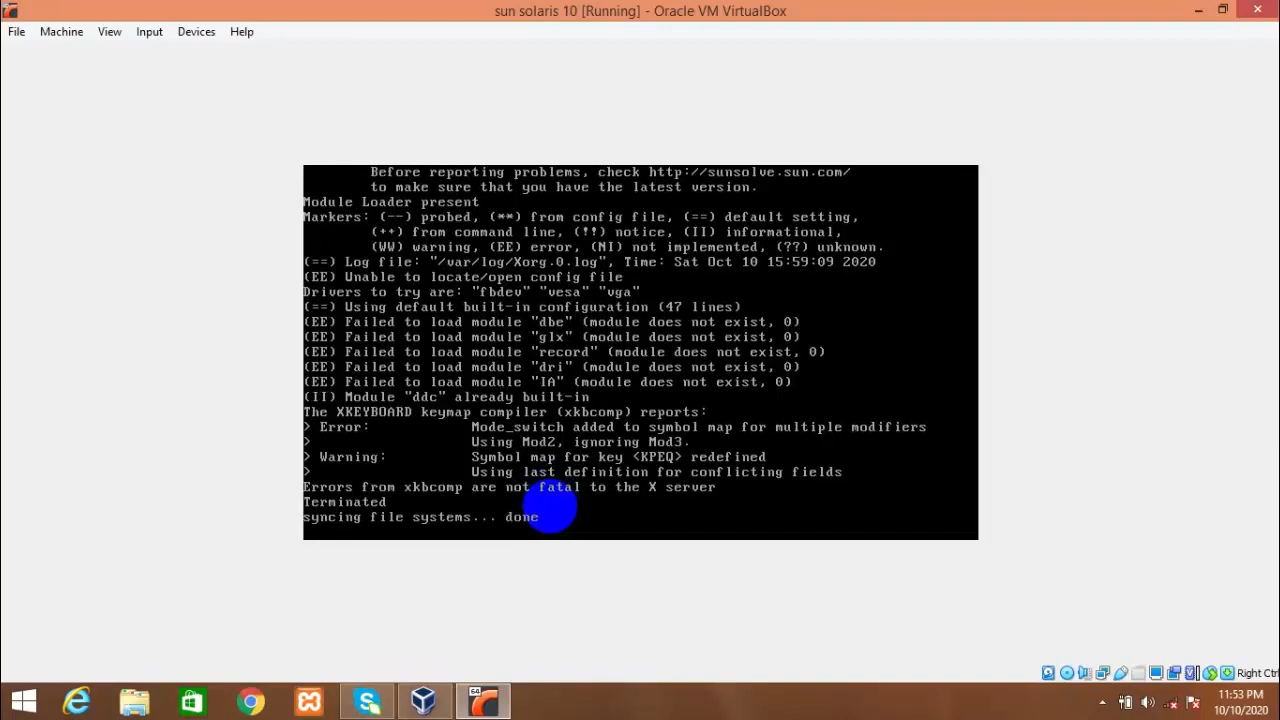 sun solaris 10 [Running] - Oracle VM VirtualBox
File Machine View Input Devices Help
Before reporting problems, check http://sunsolve.sun.com/
to make sure that you have the latest version.
Module Loader present
Markers: (--) probed, (**) from config file, (==) default setting,
(++) from command line, (!!) notice, (II) informational,
(WW) warning, (EE) error, (NI) not implemented, (??) unknown.
(==) Log file: "/var/log/Xorg.0.log", Time: Sat Oct 10 15:59:09 2020
(EE) Unable to locate/open config file
Drivers to try are: "fbdev" "vesa" "vga"
(==) Using default built-in configuration (47 lines)
(EE) Failed to load module "dbe" (module does not exist, 0)
(EE) Failed to load module "glx" (module does not exist, 0)
(EE) Failed to load module "record" (module does not exist, 0)
(EE) Failed to load module "dri" (module does not exist, 0)
(EE) Failed to load module "IA" (module does not exist, 0)
(II) Module "ddc" already built-in
The XKEYBOARD keymap compiler (xkbcomp) reports:
> Error: Mode_switch added to symbol map for multiple modifiers
> Using Mod2, ignoring Mod3.
> Warning: Symbol map for key <KPEQ> redefined
> Using last definition for conflicting fields
Errors from xkbcomp are not fatal to the X server
Terminated
syncing file systems... done
Right Ctr
64
11:53 PM
10/10/2020